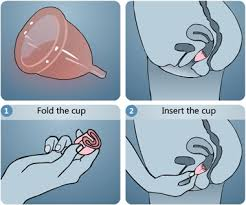 1 Fold the cup
2 Insert the cup